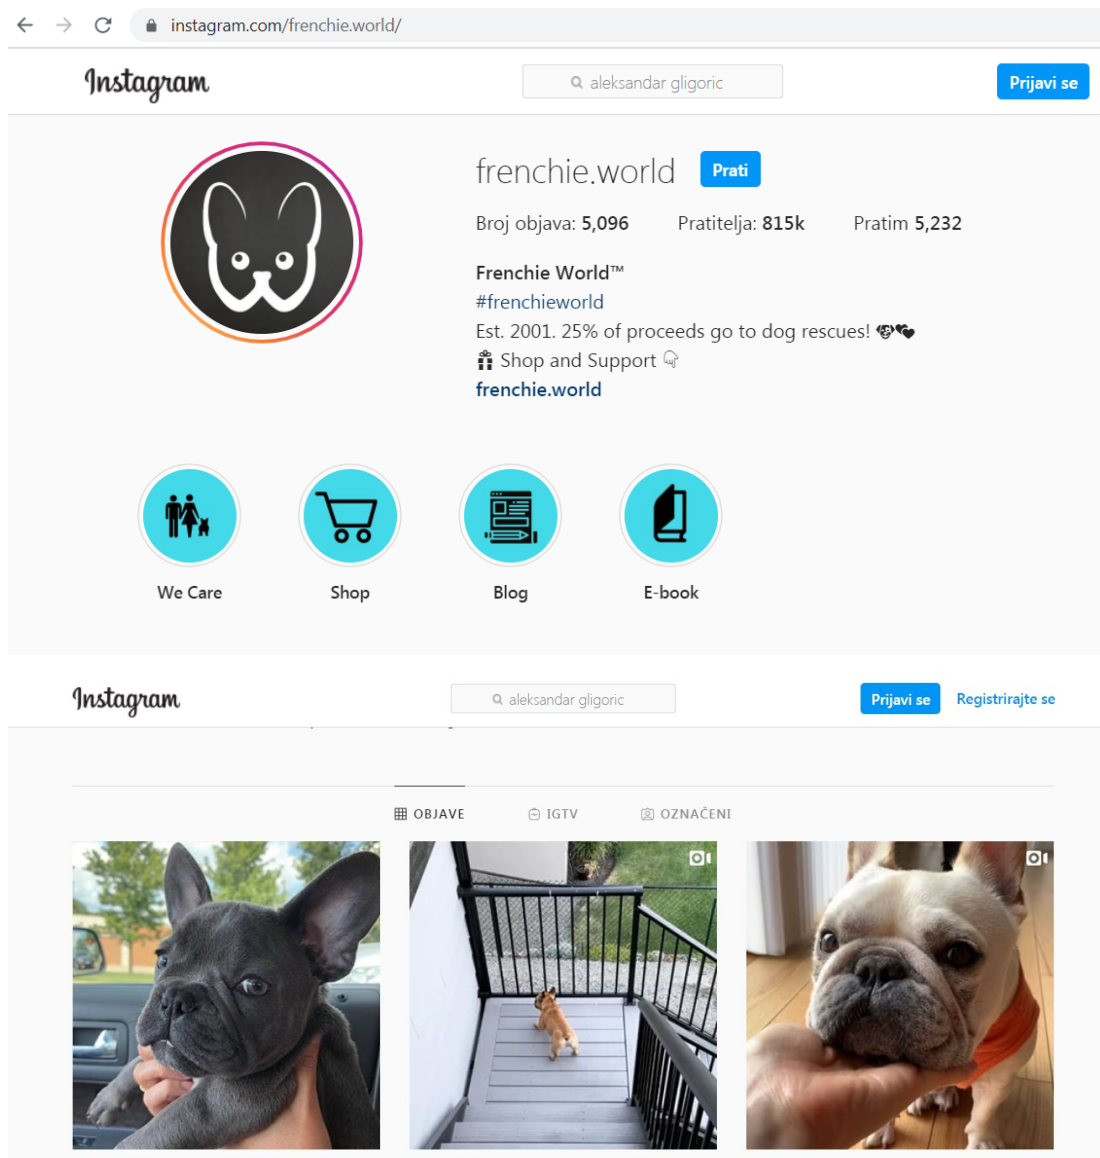 instagram.com/frenchie.world/
Instagram
aleksandar gligoric
Prijavi se
frenchie.world
Prati
Broj objava: 5,096 Pratitelja: 815k Pratim 5,232
Frenchie World™
#frenchieworld
Est. 2001. 25% of proceeds go to dog rescues! 🐶💕
🎁 Shop and Support 👇
frenchie.world
We Care Shop Blog E-book
Instagram
aleksandar gligoric
Prijavi se Registrirajte se
OBJAVE IGTV OZNAČENI